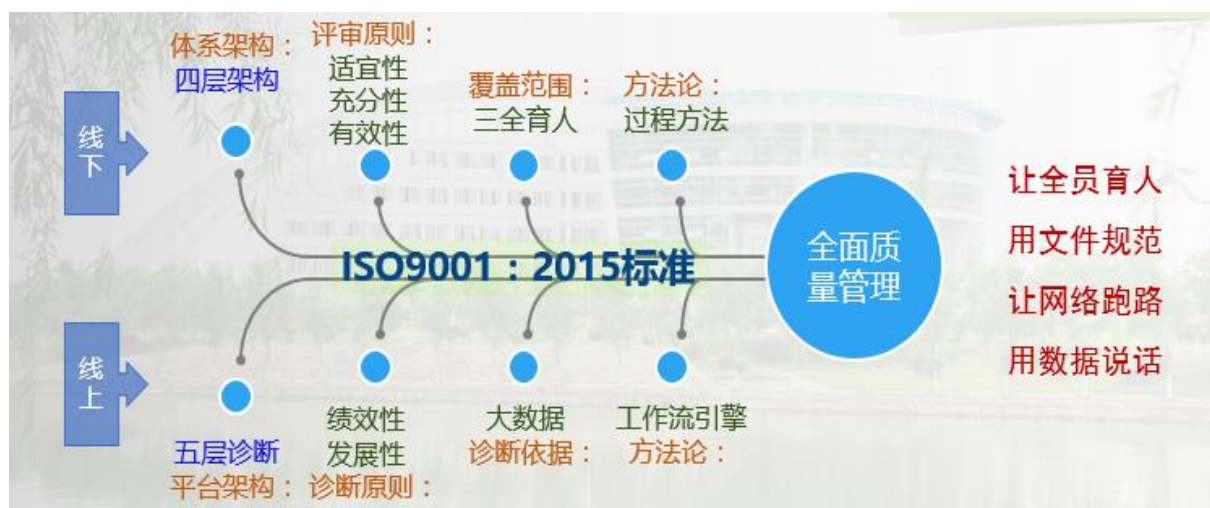 体系架构：
四层架构
评审原则：
适宜性
充分性
有效性
覆盖范围：
三全育人
方法论：
过程方法
线下
ISO9001：2015标准
全面质
量管理
让全员育人
用文件规范
让网络跑路
用数据说话
线上
五层诊断
平台架构：
绩效性
发展性
诊断原则：
大数据
诊断依据：
工作流引擎
方法论：